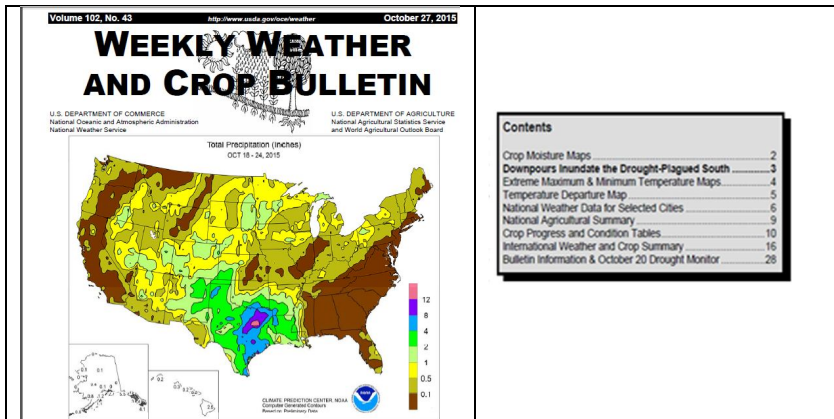 Volume 102, No. 43 http://www.usda.gov/oce/weather October 27, 2015
WEEKLY WEATHER
AND CROP BULLETIN
U.S. DEPARTMENT OF COMMERCE
National Oceanic and Atmospheric Administration
National Weather Service
U.S. DEPARTMENT OF AGRICULTURE
National Agricultural Statistics Service
and World Agricultural Outlook Board
Total Precipitation (Inches)
OCT 18 - 24, 2015
12
8
4
2
1
0.5
0.1
CLIMATE PREDICTION CENTER, NOAA
Computer Generated Contours
Based on Preliminary Data
Contents
Crop Moisture Maps 2
Downpours Inundate the Drought-Plagued South 3
Extreme Maximum & Minimum Temperature Maps 4
Temperature Departure Map 5
National Weather Data for Selected Cities 6
National Agricultural Summary 9
Crop Progress and Condition Tables 10
International Weather and Crop Summary 16
Bulletin Information & October 20 Drought Monitor 28